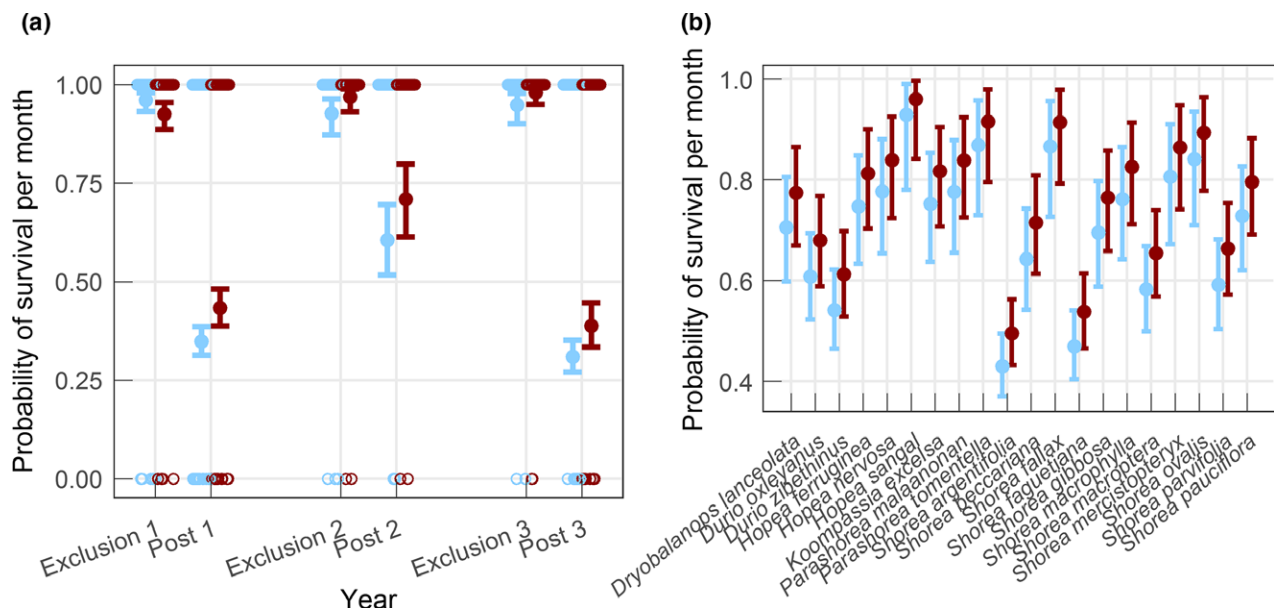 (a)
Probability of survival per month
1.00
0.75
0.50
0.25
0.00
Exclusion 1
Post 1
Exclusion 2
Post 2
Exclusion 3
Post 3
Year
(b)
Probability of survival per month
1.0
0.8
0.6
0.4
Dryobalanops lanceolata
Durio oxleyanus
Durio zibethinus
Hopea ferruginea
Hopea nervosa
Hopea sangal
Koompassia excelsa
Parashorea malaanonan
Parashorea tomentella
Shorea argentifolia
Shorea beccarana
Shorea fallax
Shorea faguetiana
Shorea gibbosa
Shorea macrophylla
Shorea macroptera
Shorea mercistopteryx
Shorea ovalis
Shorea parvifolia
Shorea pauciflora